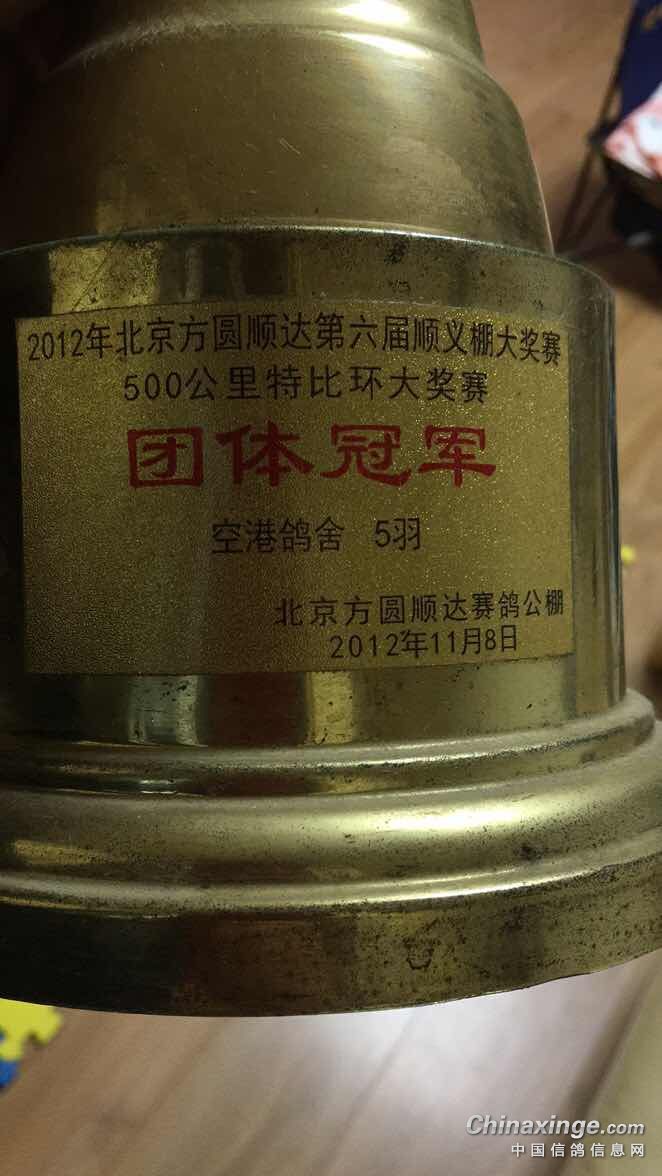 2012年北京方圆顺达第六届顺义棚大奖赛
500公里特比环大奖赛
团体冠军
空港鸽舍 5羽
北京方圆顺达赛鸽公棚
2012年11月8日
Chinaxinge.com
中国信鸽信息网